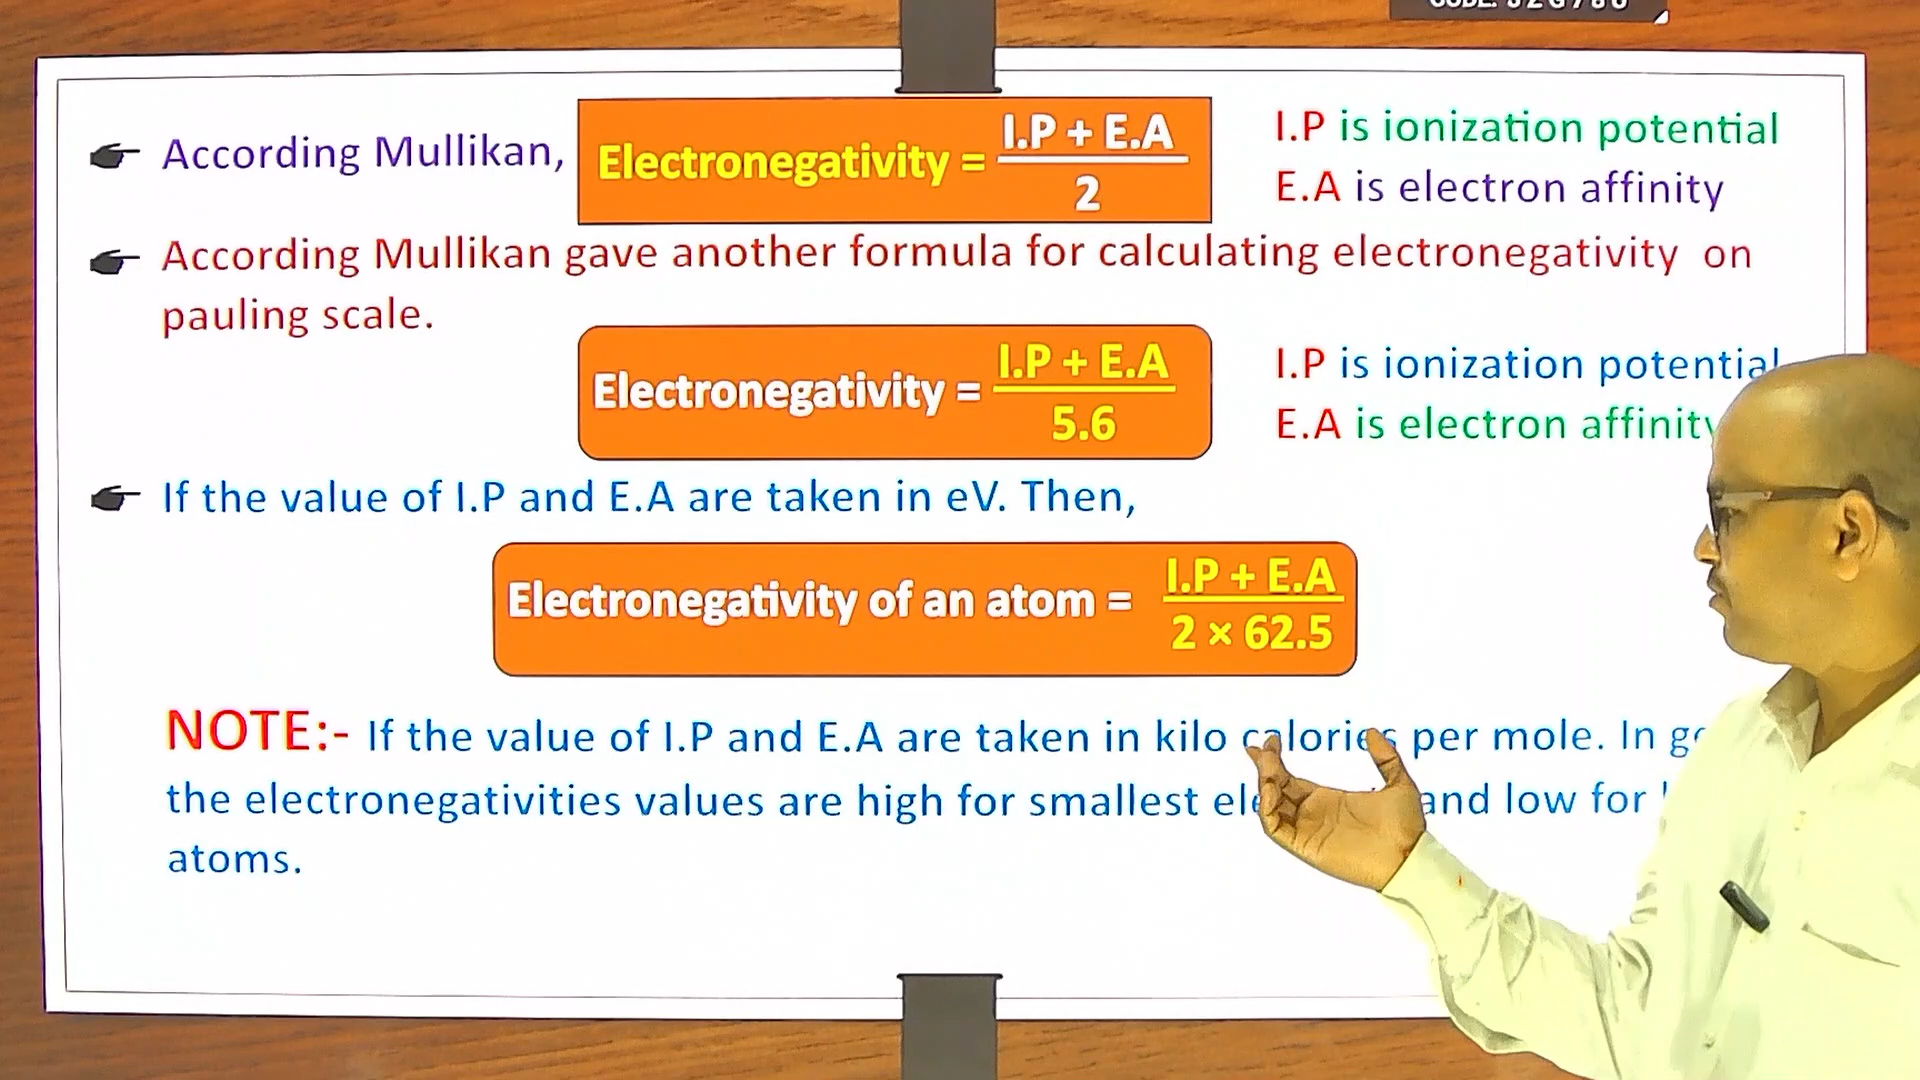 According Mullikan,
Electronegativity = I.P + E.A / 2
I.P is ionization potential
E.A is electron affinity
According Mullikan gave another formula for calculating electronegativity on
pauling scale.
Electronegativity = I.P + E.A / 5.6
I.P is ionization potential
E.A is electron affinity
If the value of I.P and E.A are taken in eV. Then,
Electronegativity of an atom = I.P + E.A / 2 × 62.5
NOTE:- If the value of I.P and E.A are taken in kilo calories per mole. In
the electronegativities values are high for smallest and low for
atoms.